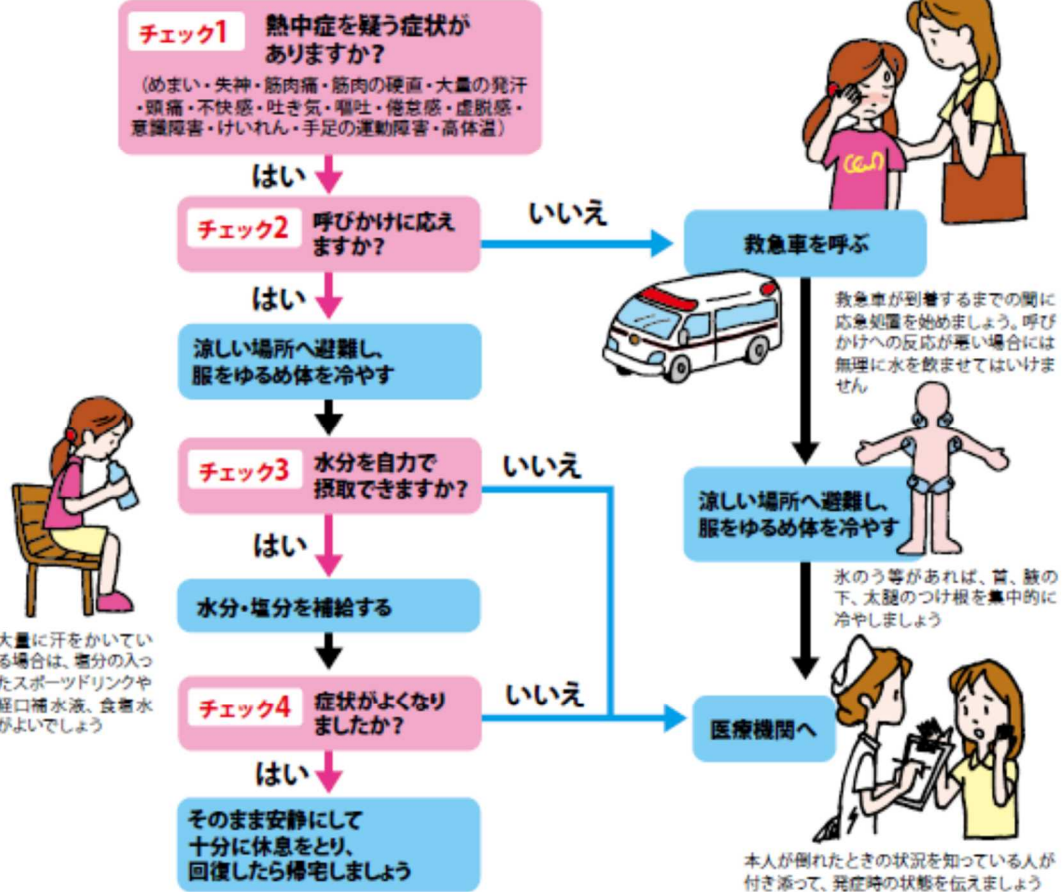 チェック1
熱中症を疑う症状が
ありますか?
(めまい・失神・筋肉痛・筋肉の硬直・大量の発汗
・頭痛・不快感・吐き気・嘔吐・倦怠感・虚脱感・
意識障害・けいれん・手足の運動障害・高体温)
はい
チェック2
呼びかけに応え
ますか?
いいえ
救急車を呼ぶ
救急車が到着するまでの間に
応急処置を始めましょう。呼び
かけへの反応が悪い場合には
無理に水を飲ませてはいけま
せん
はい
涼しい場所へ避難し、
服をゆるめ体を冷やす
チェック3
水分を自力で
摂取できますか?
いいえ
涼しい場所へ避難し、
服をゆるめ体を冷やす
氷のう等があれば、首、腋の
下、太腿のつけ根を集中的に
冷やしましょう
はい
水分・塩分を補給する
大量に汗をかいてい
る場合は、塩分の入っ
たスポーツドリンクや
経口補水液、食塩水
がよいでしょう
チェック4
症状がよくなり
ましたか?
いいえ
医療機関へ
はい
そのまま安静にして
十分に休息をとり、
回復したら帰宅しましょう
本人が倒れたときの状況を知っている人が
付き添って、発症時の状態を伝えましょう